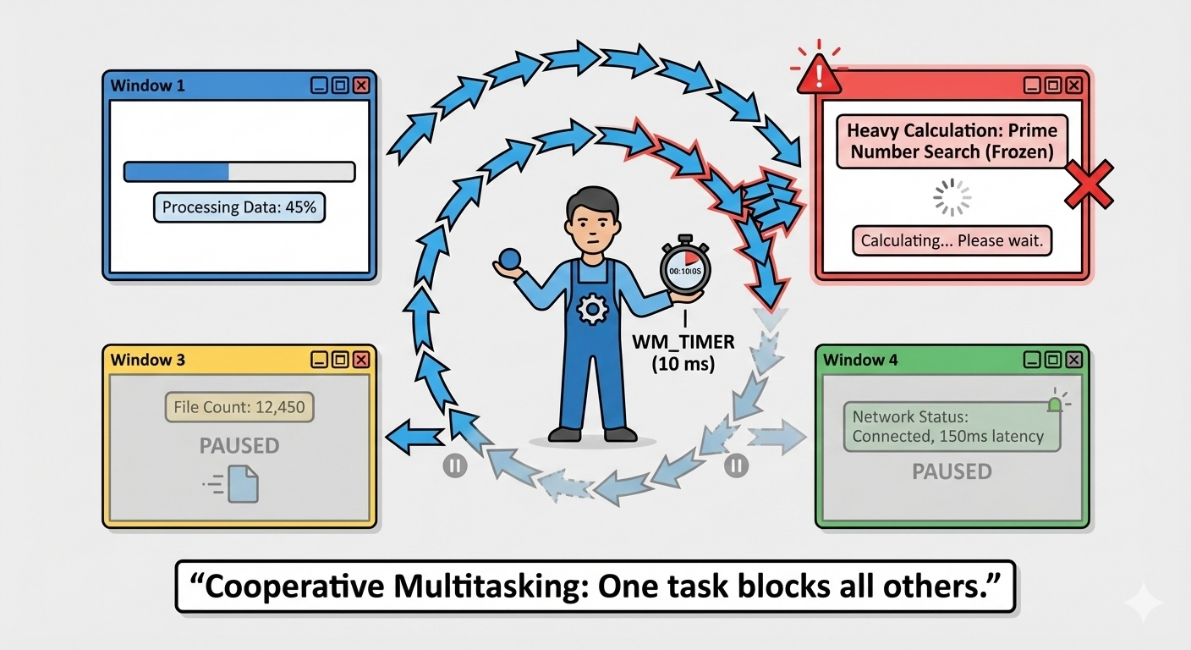 Window 1
Processing Data: 45%
Heavy Calculation: Prime
Number Search (Frozen)
Calculating... Please wait.
WM_TIMER
(10 ms)
Window 3
File Count: 12,450
PAUSED
Window 4
Network Status:
Connected, 150ms latency
PAUSED
“Cooperative Multitasking: One task blocks all others.”